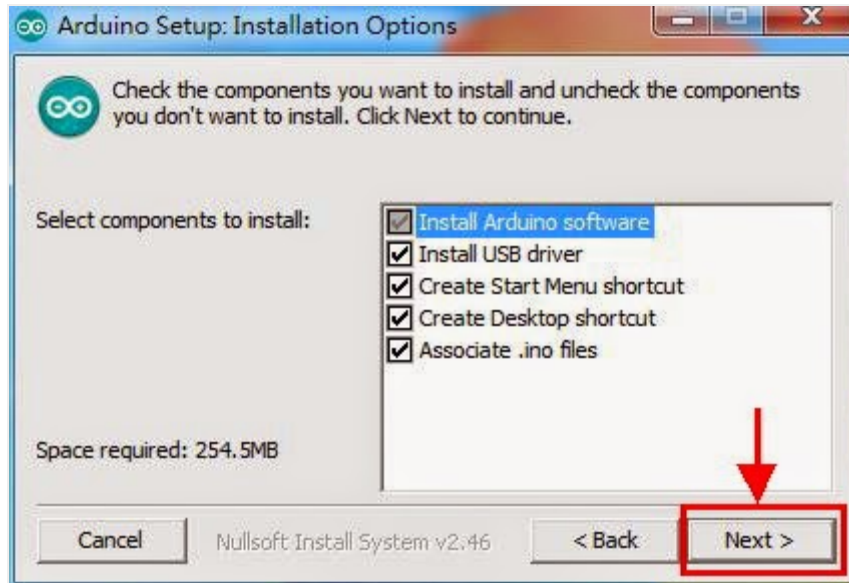 Arduino Setup: Installation Options
Check the components you want to install and uncheck the components
you don't want to install. Click Next to continue.
Select components to install:
Install Arduino software
Install USB driver
Create Start Menu shortcut
Create Desktop shortcut
Associate .ino files
Space required: 254.5MB
Cancel
Nullsoft Install System v2.46
< Back
Next >